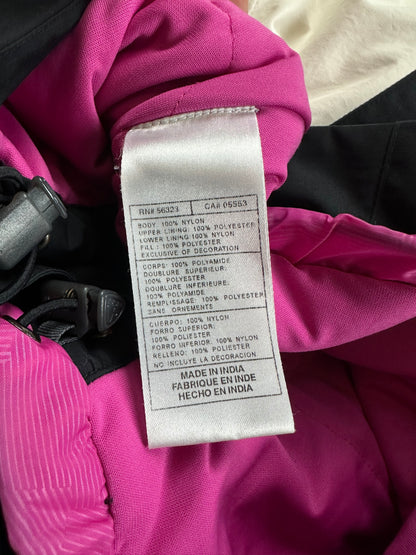 RN# 56323 CA# 05553
BODY: 100% NYLON
UPPER LINING: 100% POLYESTER
LOWER LINING: 100% NYLON
FILL: 100% POLYESTER
EXCLUSIVE OF DECORATION
CORPS: 100% POLYAMIDE
DOUBLURE SUPERIEUR:
100% POLYESTER
DOUBLURE INFERIEURE:
100% POLYAMIDE
REMPLISSAGE: 100% POLYESTER
SANS ORNEMENTS
CUERPO: 100% NYLON
FORRO SUPERIOR:
100% POLIESTER
FORRO INFERIOR: 100% NYLON
RELLENO: 100% POLIESTER
NO INCLUYE LA DECORACION
MADE IN INDIA
FABRIQUE EN INDE
HECHO EN INDIA